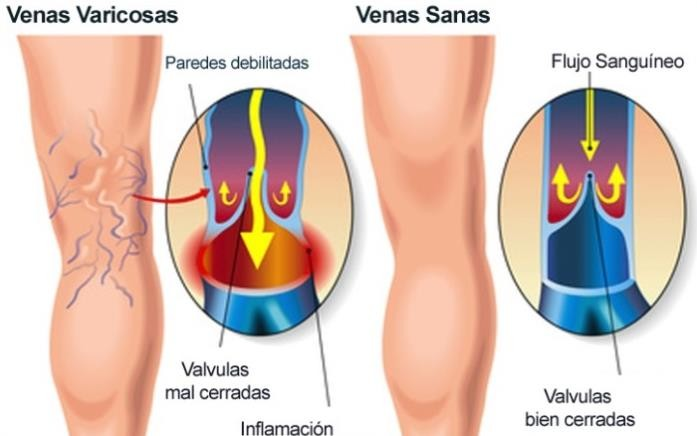 Venas Varicosas
Paredes debilitadas
Valvulas
mal cerradas
Inflamación
Venas Sanas
Flujo Sanguíneo
Valvulas
bien cerradas